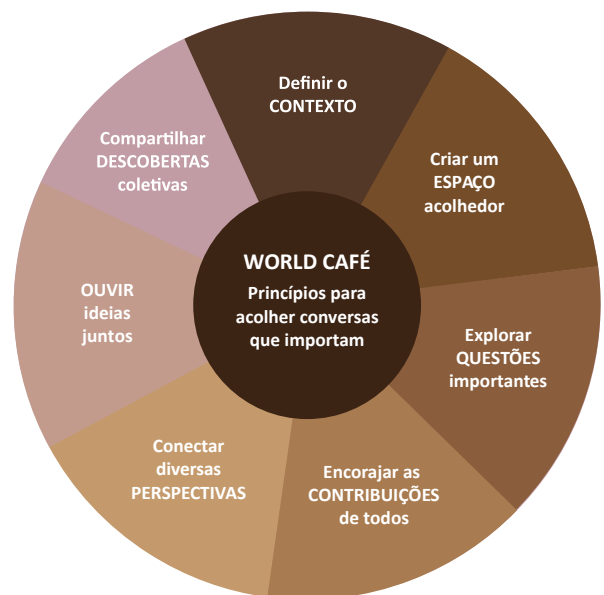 Definir o
CONTEXTO
Criar um
ESPAÇO
acolhedor
Explorar
QUESTÕES
importantes
Encorajar as
CONTRIBUIÇÕES
de todos
Conectar
diversas
PERSPECTIVAS
OUVIR
ideias
juntos
Compartilhar
DESCOBERTAS
coletivas
WORLD CAFÉ
Princípios para
acolher conversas
que importam